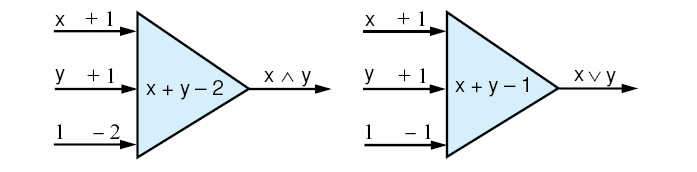 x + 1
y + 1
1 – 2
x + y – 2
x ∧ y
x + 1
y + 1
1 – 1
x + y – 1
x ∨ y